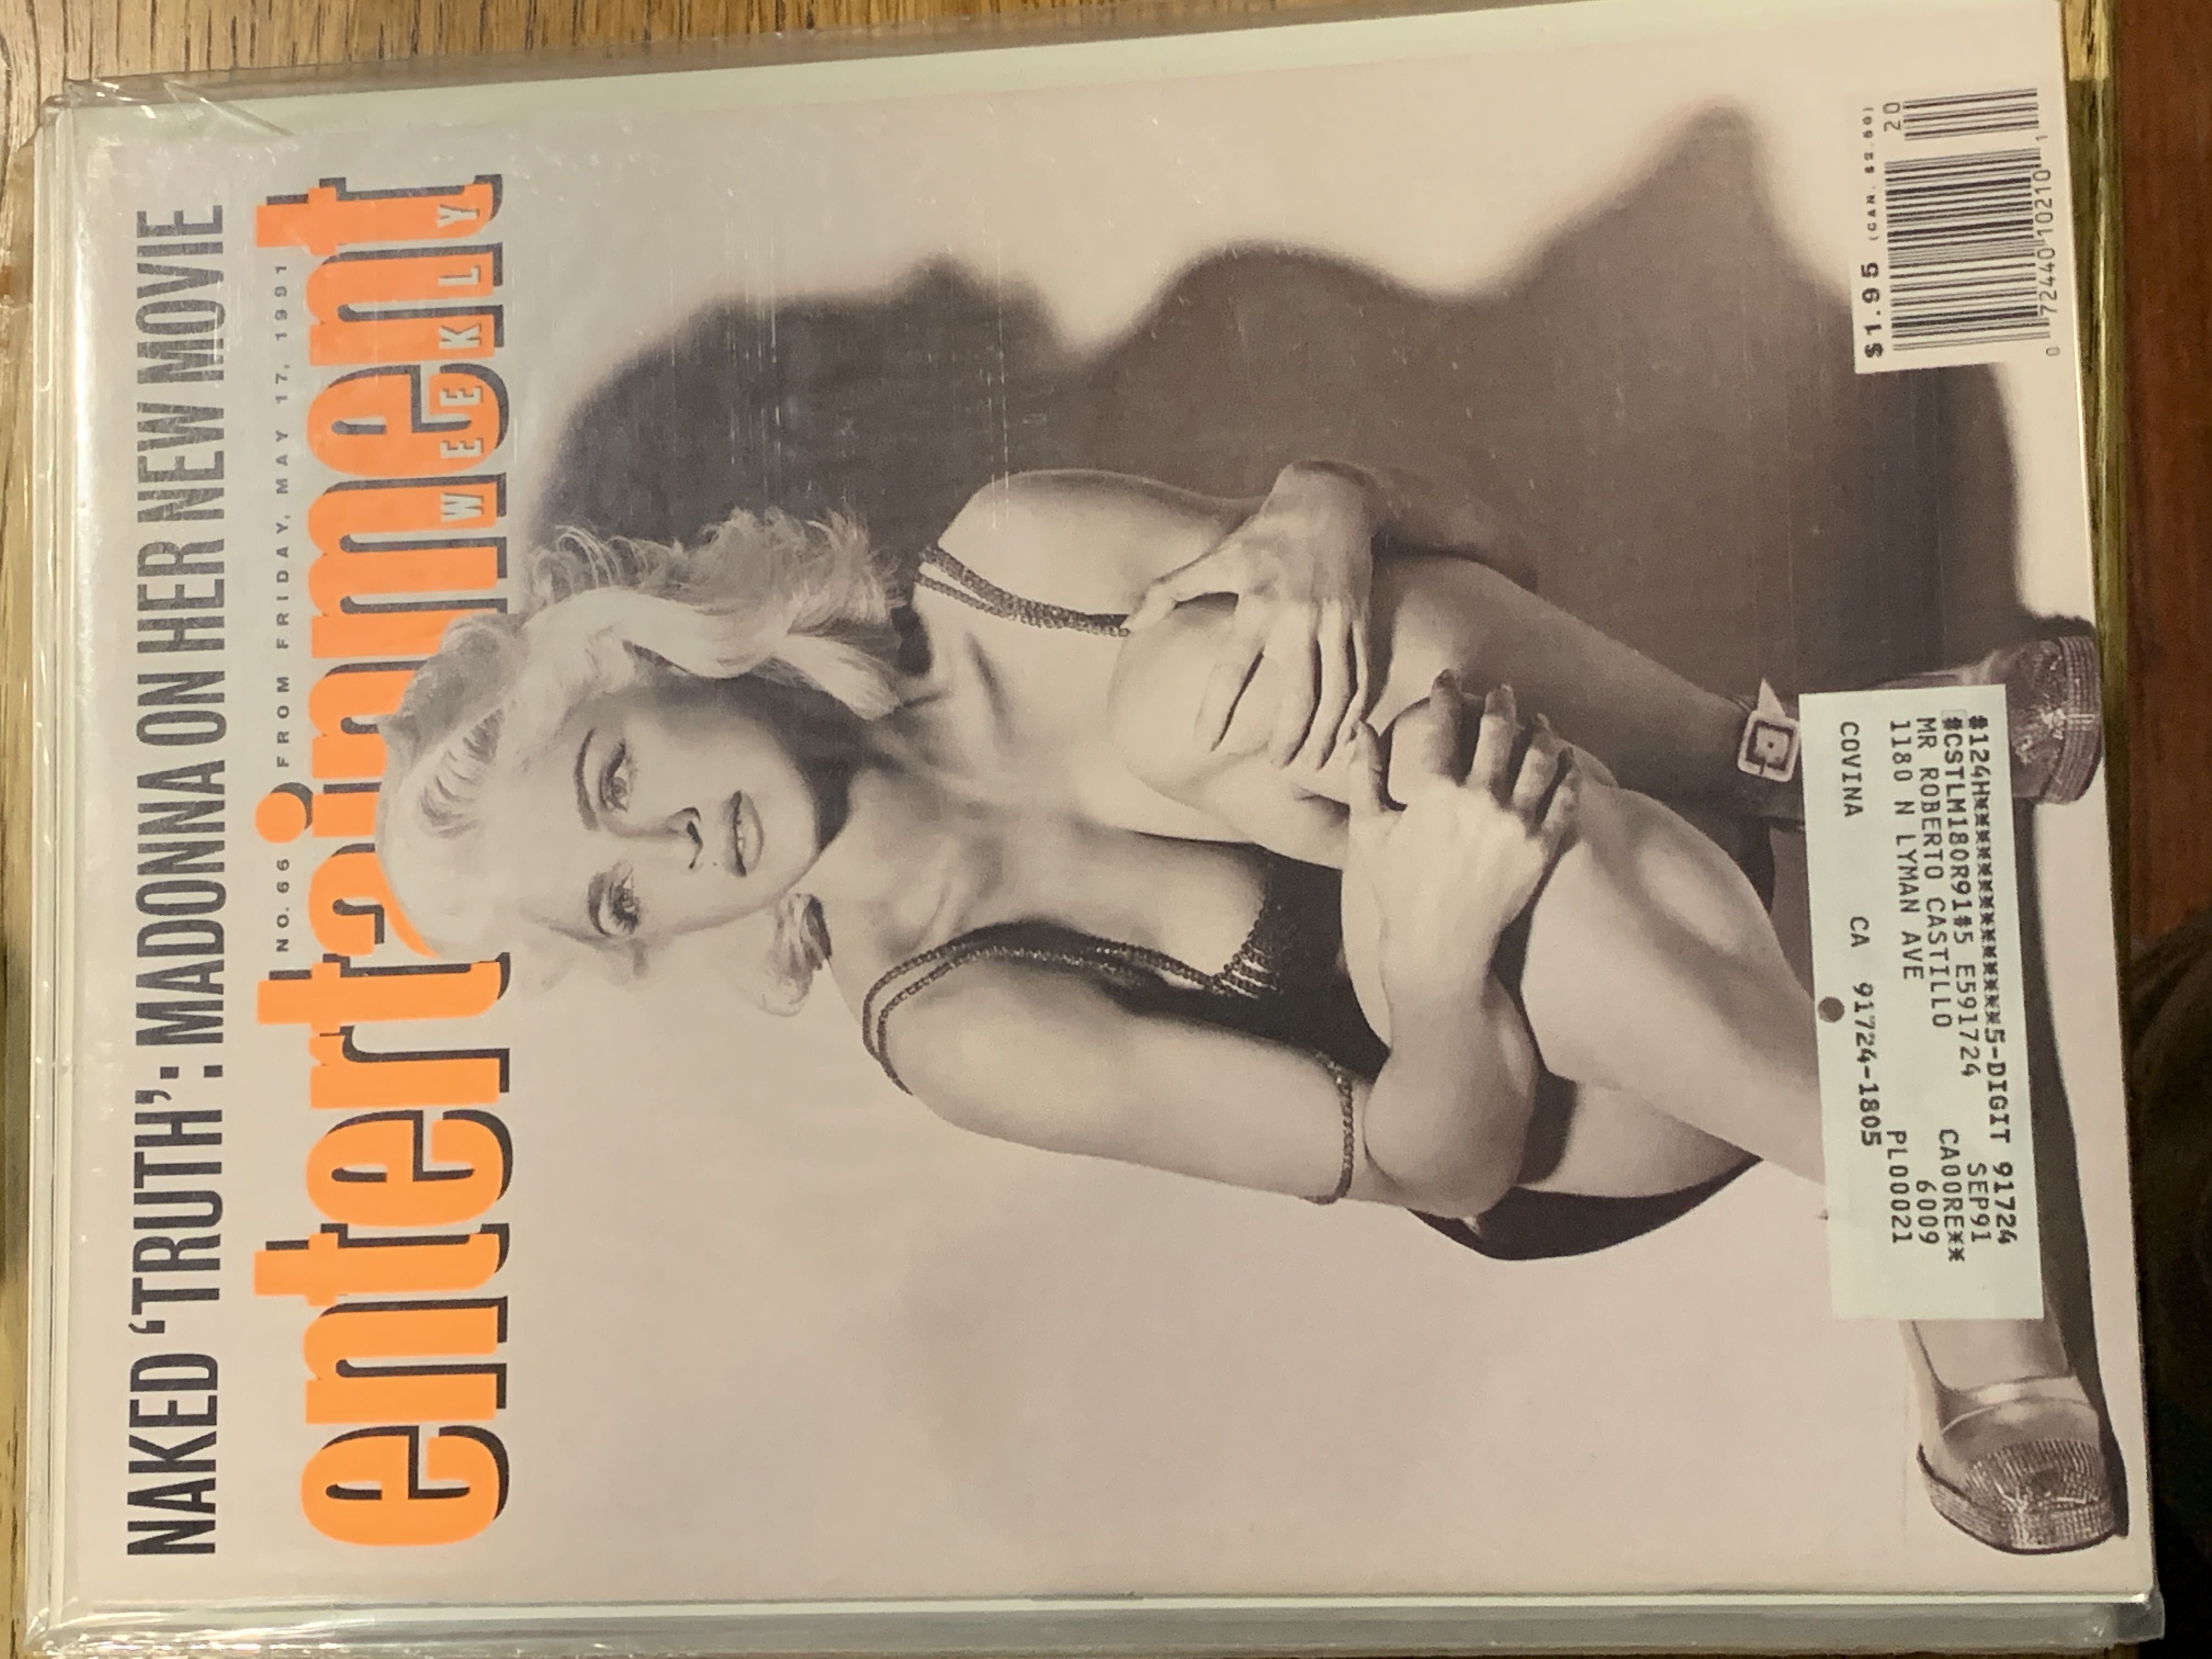 NAKED 'TRUTH': MADONNA ON HER NEW MOVIE
NO.66 FROM FRIDAY, MAY 17, 1991
entertainment
WEEKLY
$1.95 (CAN. $2.50)
20
0 72440 10210 1
#124H****************5-DIGIT 91724
#CSTLM180R91#5 E591724 SEP91
MR ROBERTO CASTILLO CA00RE**
1180 N LYMAN AVE 6009
PL00021
COVINA CA 91724-1805